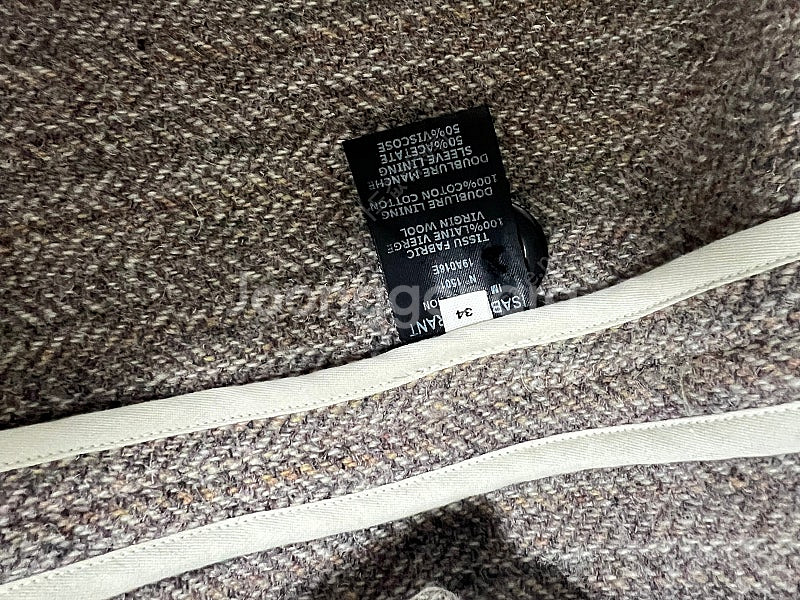 34
19A016E
TISSU FABRIC
100%LAINE VIERGE
VIRGIN WOOL
DOUBLURE LINING
100%COTON COTTON
DOUBLURE MANCHE
SLEEVE LINING
50%ACETATE
50%VISCOSE